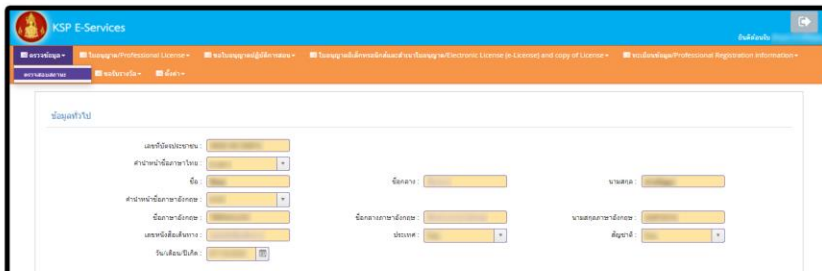 KSP E-Services
ยินดีต้อนรับ
ตรวจข้อมูล ใบอนุญาต/Professional License ขอใบอนุญาตปฏิบัติการสอน ใบอนุญาตอิเล็กทรอนิกส์และสำเนาใบอนุญาต/Electronic License (e-License) and copy of License ทะเบียนข้อมูล/Professional Registration Information
ตรวจสอบสถานะ ขอรับรางวัล ตั้งค่า
ข้อมูลทั่วไป
เลขที่บัตรประชาชน :
คำนำหน้าชื่อภาษาไทย :
ชื่อ : ชื่อกลาง : นามสกุล :
คำนำหน้าชื่อภาษาอังกฤษ :
ชื่อภาษาอังกฤษ : ชื่อกลางภาษาอังกฤษ : นามสกุลภาษาอังกฤษ :
เลขหนังสือเดินทาง : ประเทศ : สัญชาติ :
วัน/เดือน/ปีเกิด :